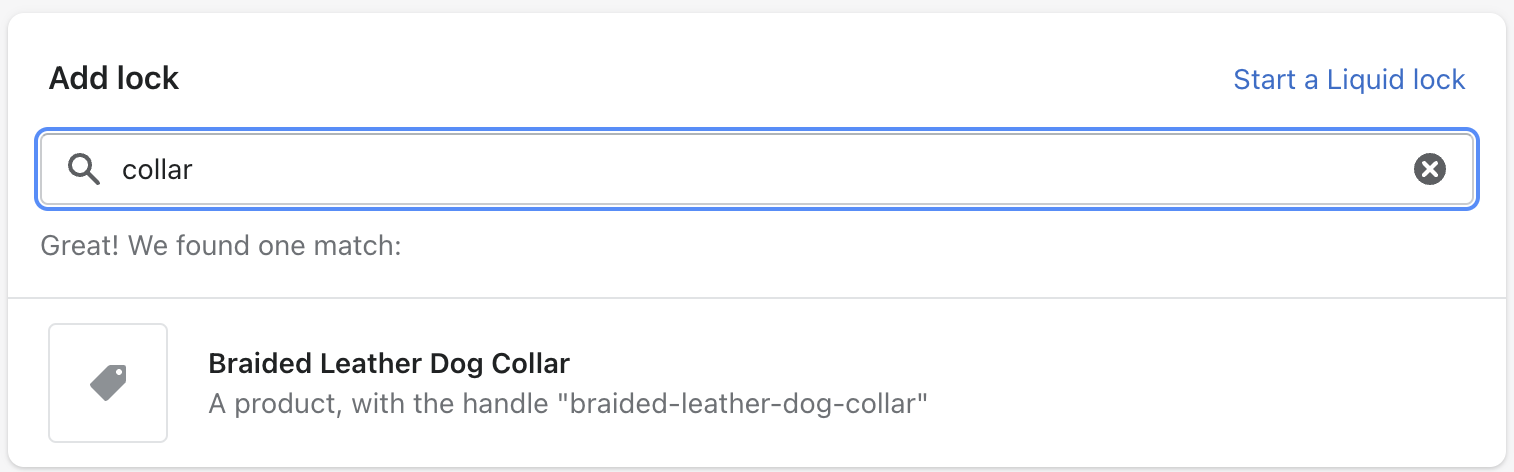 Add lock
Start a Liquid lock
collar
Great! We found one match:
Braided Leather Dog Collar
A product, with the handle "braided-leather-dog-collar"